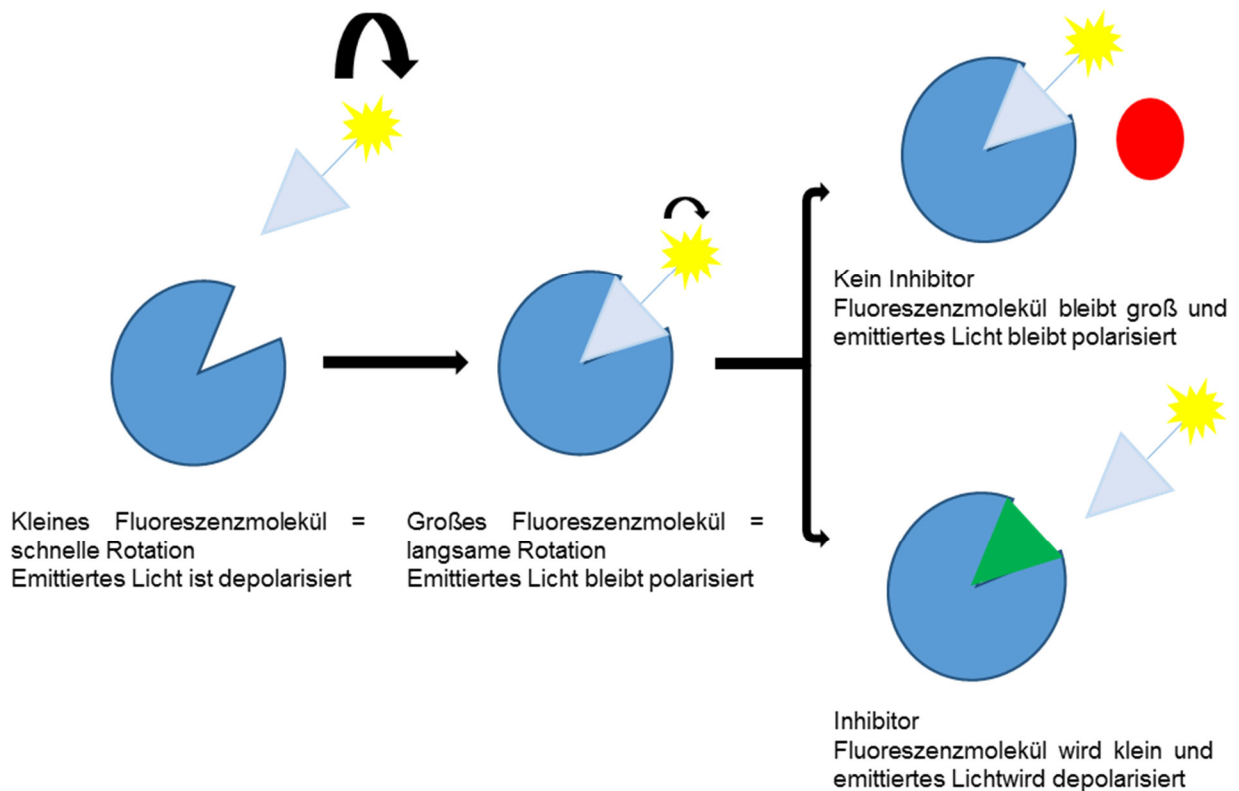 Kleines Fluoreszenzmolekül =
schnelle Rotation
Emittiertes Licht ist depolarisiert
Großes Fluoreszenzmolekül =
langsame Rotation
Emittiertes Licht bleibt polarisiert
Kein Inhibitor
Fluoreszenzmolekül bleibt groß und
emittiertes Licht bleibt polarisiert
Inhibitor
Fluoreszenzmolekül wird klein und
emittiertes Lichtwird depolarisiert